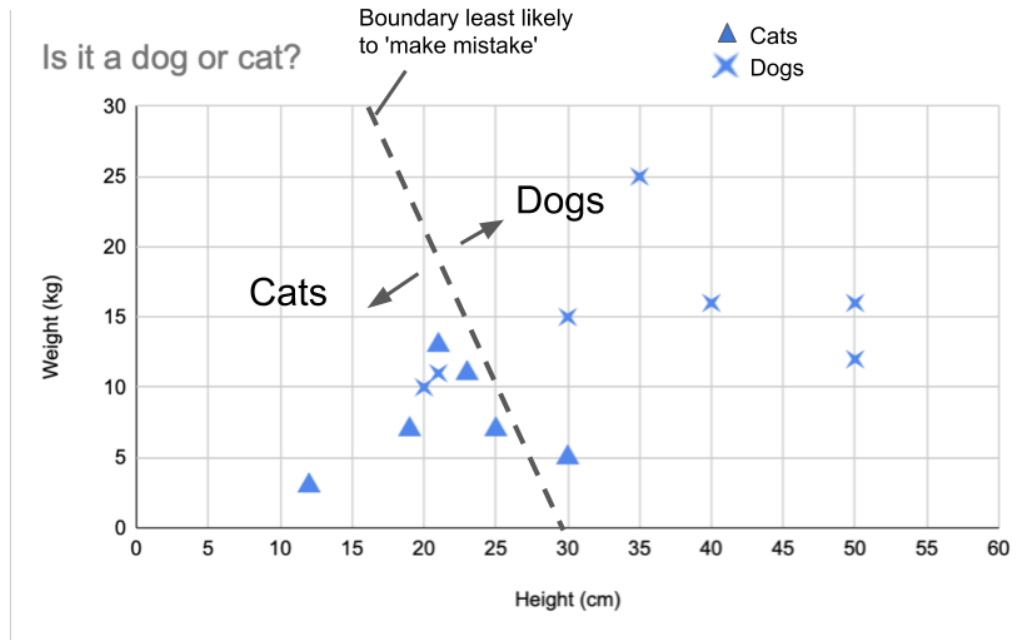 Boundary least likely
to 'make mistake'
Is it a dog or cat?
Cats
Dogs
30
25
20
15
10
5
0
Dogs
Cats
Weight (kg)
0 5 10 15 20 25 30 35 40 45 50 55 60
Height (cm)